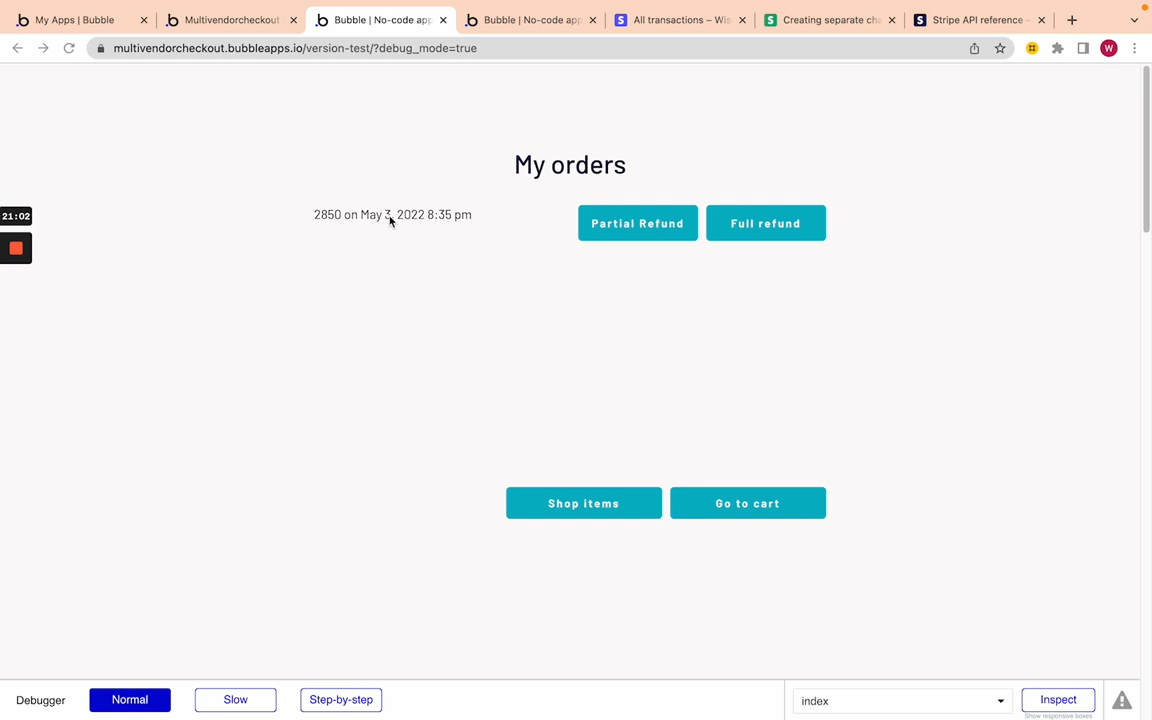 My Apps | Bubble
Multivendorcheckout
Bubble | No-code app
Bubble | No-code app
All transactions – Wis
Creating separate cha
Stripe API reference –
multivendorcheckout.bubbleapps.io/version-test/?debug_mode=true
W
My orders
21:02
2850 on May 3, 2022 8:35 pm
Partial Refund
Full refund
Shop items
Go to cart
Debugger
Normal
Slow
Step-by-step
index
Inspect
Show responsive boxes